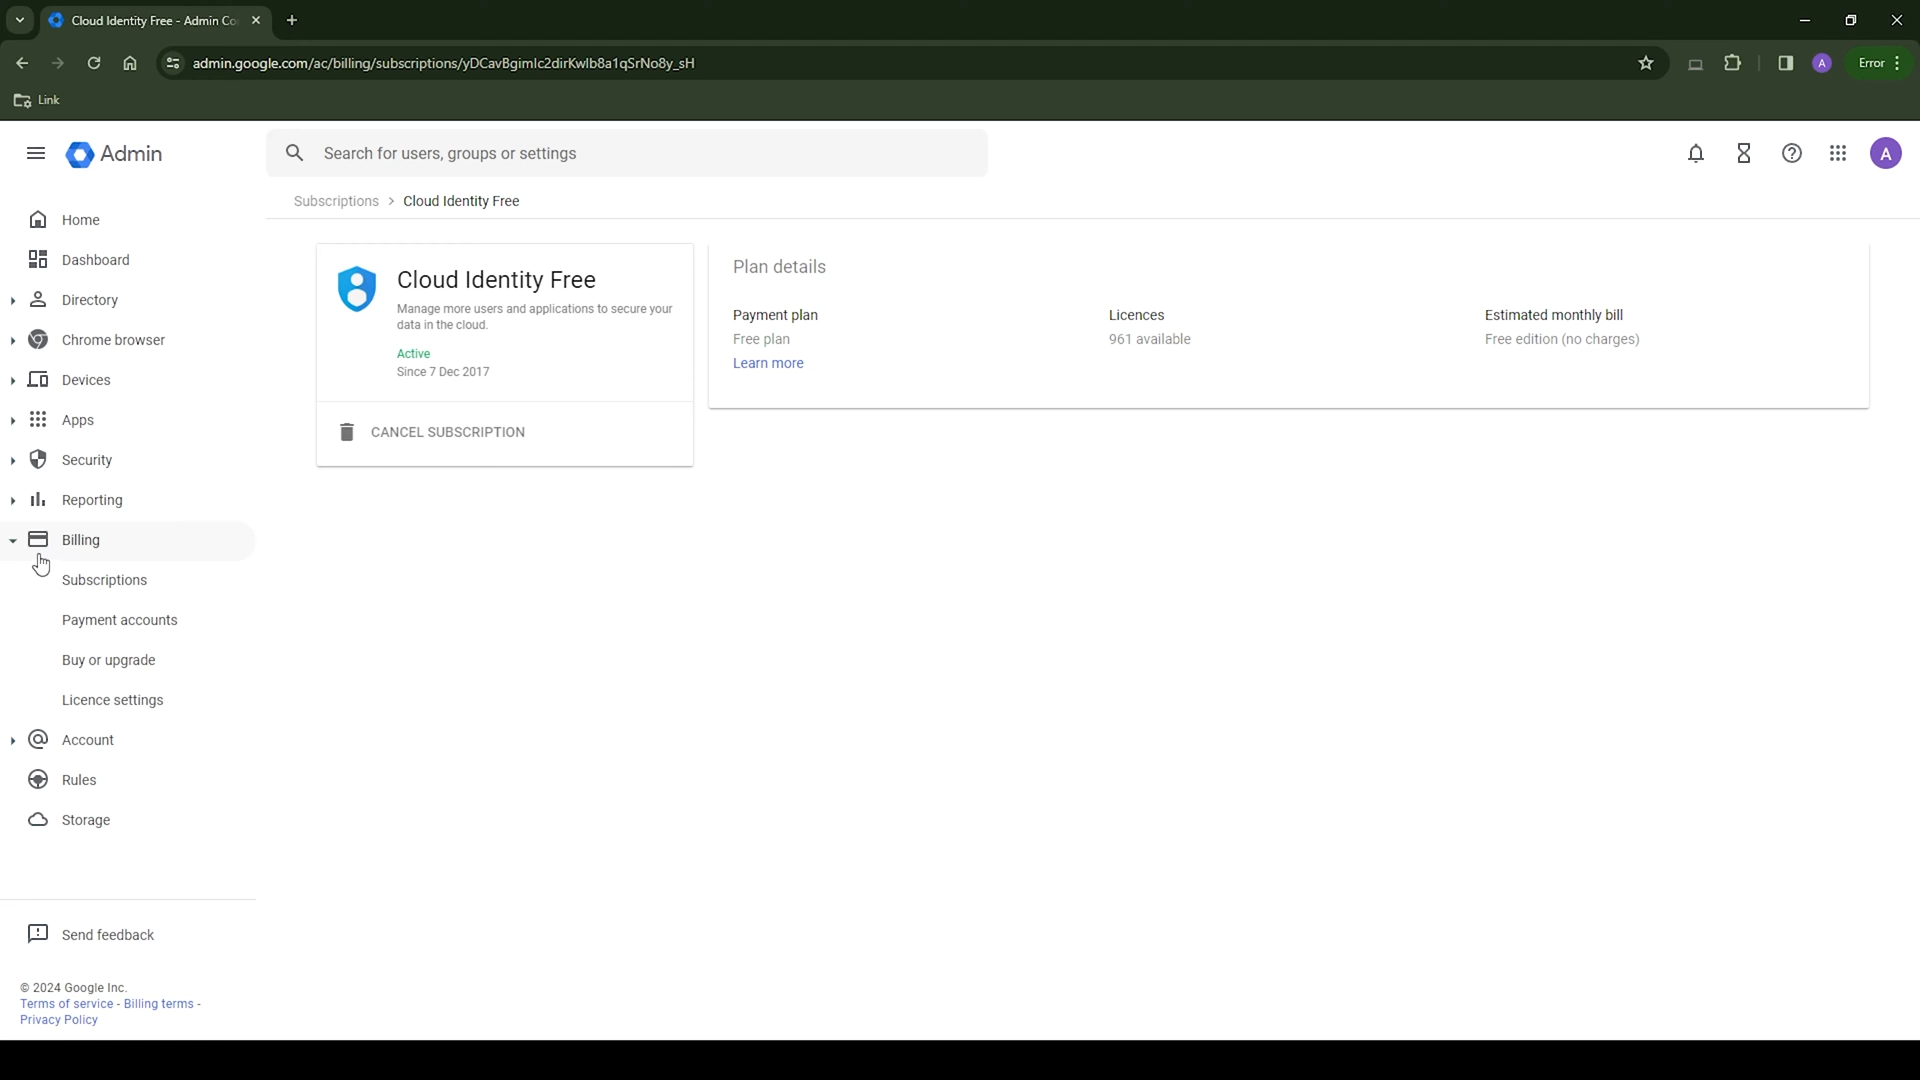 Cloud Identity Free - Admin Co
admin.google.com/ac/billing/subscriptions/yDCavBgimlc2dirKwlb8a1qSrNo8y_sH
Error
Link
Admin
Search for users, groups or settings
Subscriptions > Cloud Identity Free
Home
Dashboard
Directory
Chrome browser
Devices
Apps
Security
Reporting
Billing
Subscriptions
Payment accounts
Buy or upgrade
Licence settings
Account
Rules
Storage
Send feedback
© 2024 Google Inc.
Terms of service - Billing terms -
Privacy Policy
Cloud Identity Free
Manage more users and applications to secure your
data in the cloud.
Active
Since 7 Dec 2017
CANCEL SUBSCRIPTION
Plan details
Payment plan
Free plan
Learn more
Licences
961 available
Estimated monthly bill
Free edition (no charges)
A
A